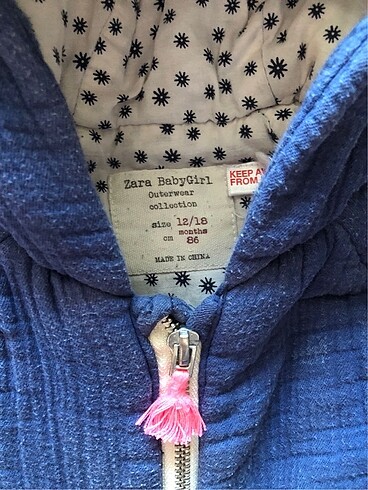 Zara BabyGirl
Outerwear
collection
size 12/18
months
cm 86
MADE IN CHINA
KEEP
FROM